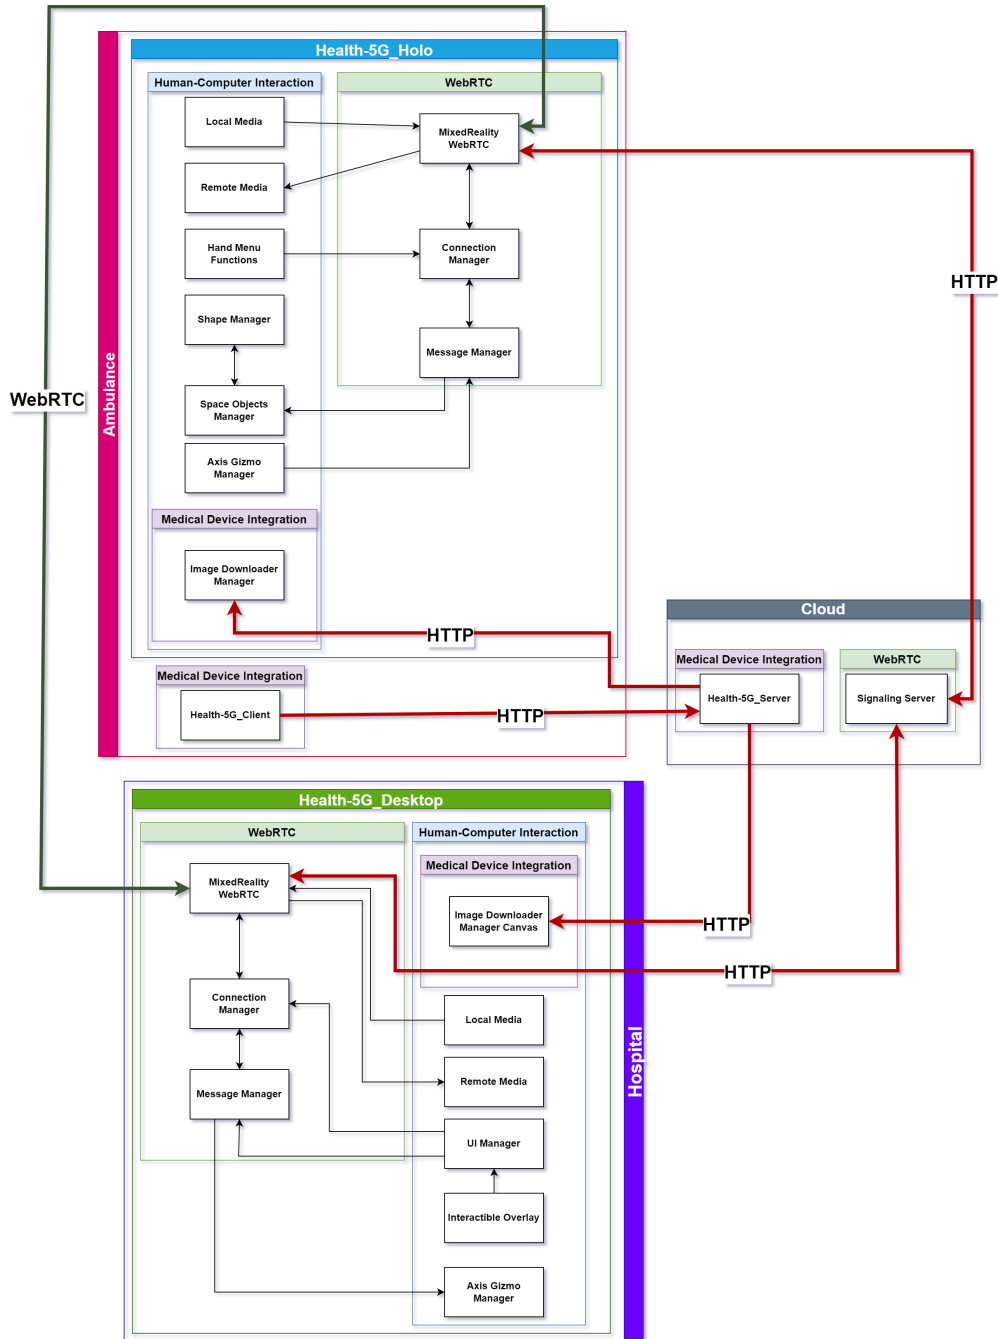 Health-5G_Holo
Human-Computer Interaction
WebRTC
Local Media
MixedReality
WebRTC
Remote Media
Hand Menu
Functions
Connection
Manager
HTTP
Shape Manager
Message Manager
Ambulance
WebRTC
Space Objects
Manager
Axis Gizmo
Manager
Medical Device Integration
Image Downloader
Manager
HTTP
Cloud
Medical Device Integration
WebRTC
Health-5G_Server
Signaling Server
Medical Device Integration
Health-5G_Client
HTTP
Health-5G_Desktop
WebRTC
Human-Computer Interaction
MixedReality
WebRTC
Medical Device Integration
Image Downloader
Manager Canvas
HTTP
HTTP
Connection
Manager
Local Media
Hospital
Message Manager
Remote Media
UI Manager
Interactible Overlay
Axis Gizmo
Manager